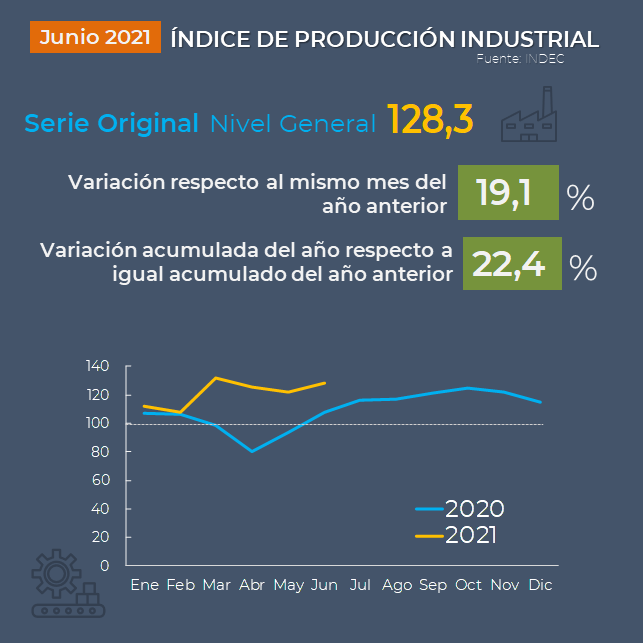 Junio 2021 ÍNDICE DE PRODUCCIÓN INDUSTRIAL
Fuente: INDEC
Serie Original Nivel General 128,3
Variación respecto al mismo mes del
año anterior
19,1 %
Variación acumulada del año respecto a
igual acumulado del año anterior
22,4 %
140
120
100
80
60
40
20
0
2020
2021
Ene Feb Mar Abr May Jun Jul Ago Sep Oct Nov Dic